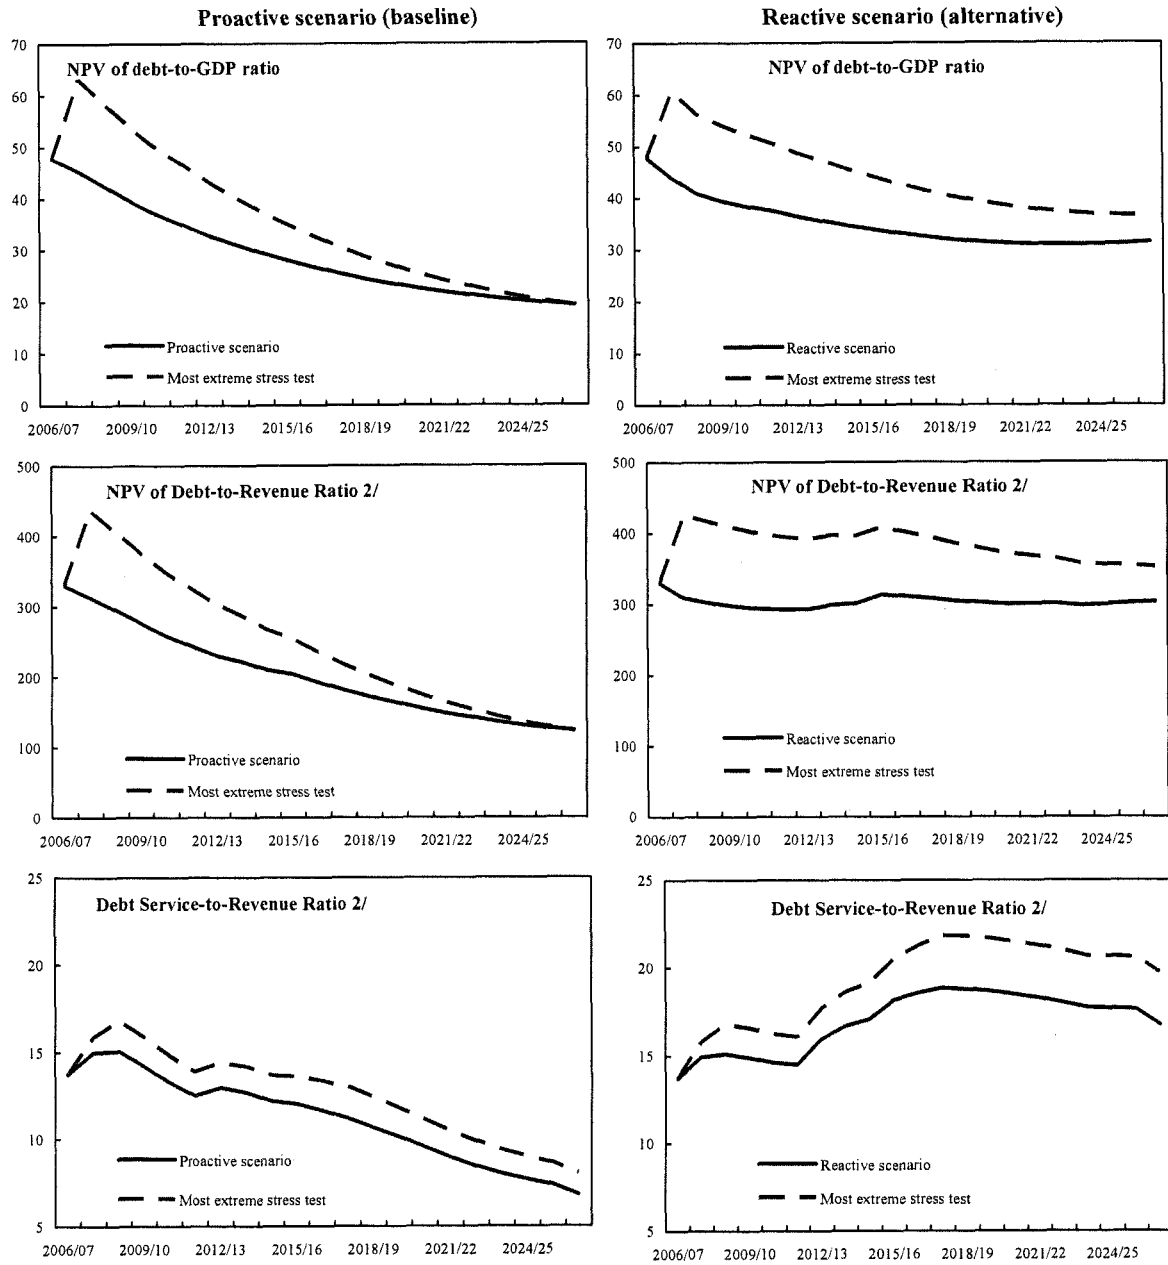 Proactive scenario (baseline)
Reactive scenario (alternative)
NPV of debt-to-GDP ratio
70
60
50
40
30
20
10
0
Proactive scenario
Most extreme stress test
2006/07 2009/10 2012/13 2015/16 2018/19 2021/22 2024/25
NPV of debt-to-GDP ratio
70
60
50
40
30
20
10
0
Reactive scenario
Most extreme stress test
2006/07 2009/10 2012/13 2015/16 2018/19 2021/22 2024/25
NPV of Debt-to-Revenue Ratio 2/
500
400
300
200
100
0
Proactive scenario
Most extreme stress test
2006/07 2009/10 2012/13 2015/16 2018/19 2021/22 2024/25
NPV of Debt-to-Revenue Ratio 2/
500
400
300
200
100
0
Reactive scenario
Most extreme stress test
2006/07 2009/10 2012/13 2015/16 2018/19 2021/22 2024/25
Debt Service-to-Revenue Ratio 2/
25
20
15
10
5
Proactive scenario
Most extreme stress test
2006/07 2009/10 2012/13 2015/16 2018/19 2021/22 2024/25
Debt Service-to-Revenue Ratio 2/
25
20
15
10
5
Reactive scenario
Most extreme stress test
2006/07 2009/10 2012/13 2015/16 2018/19 2021/22 2024/25